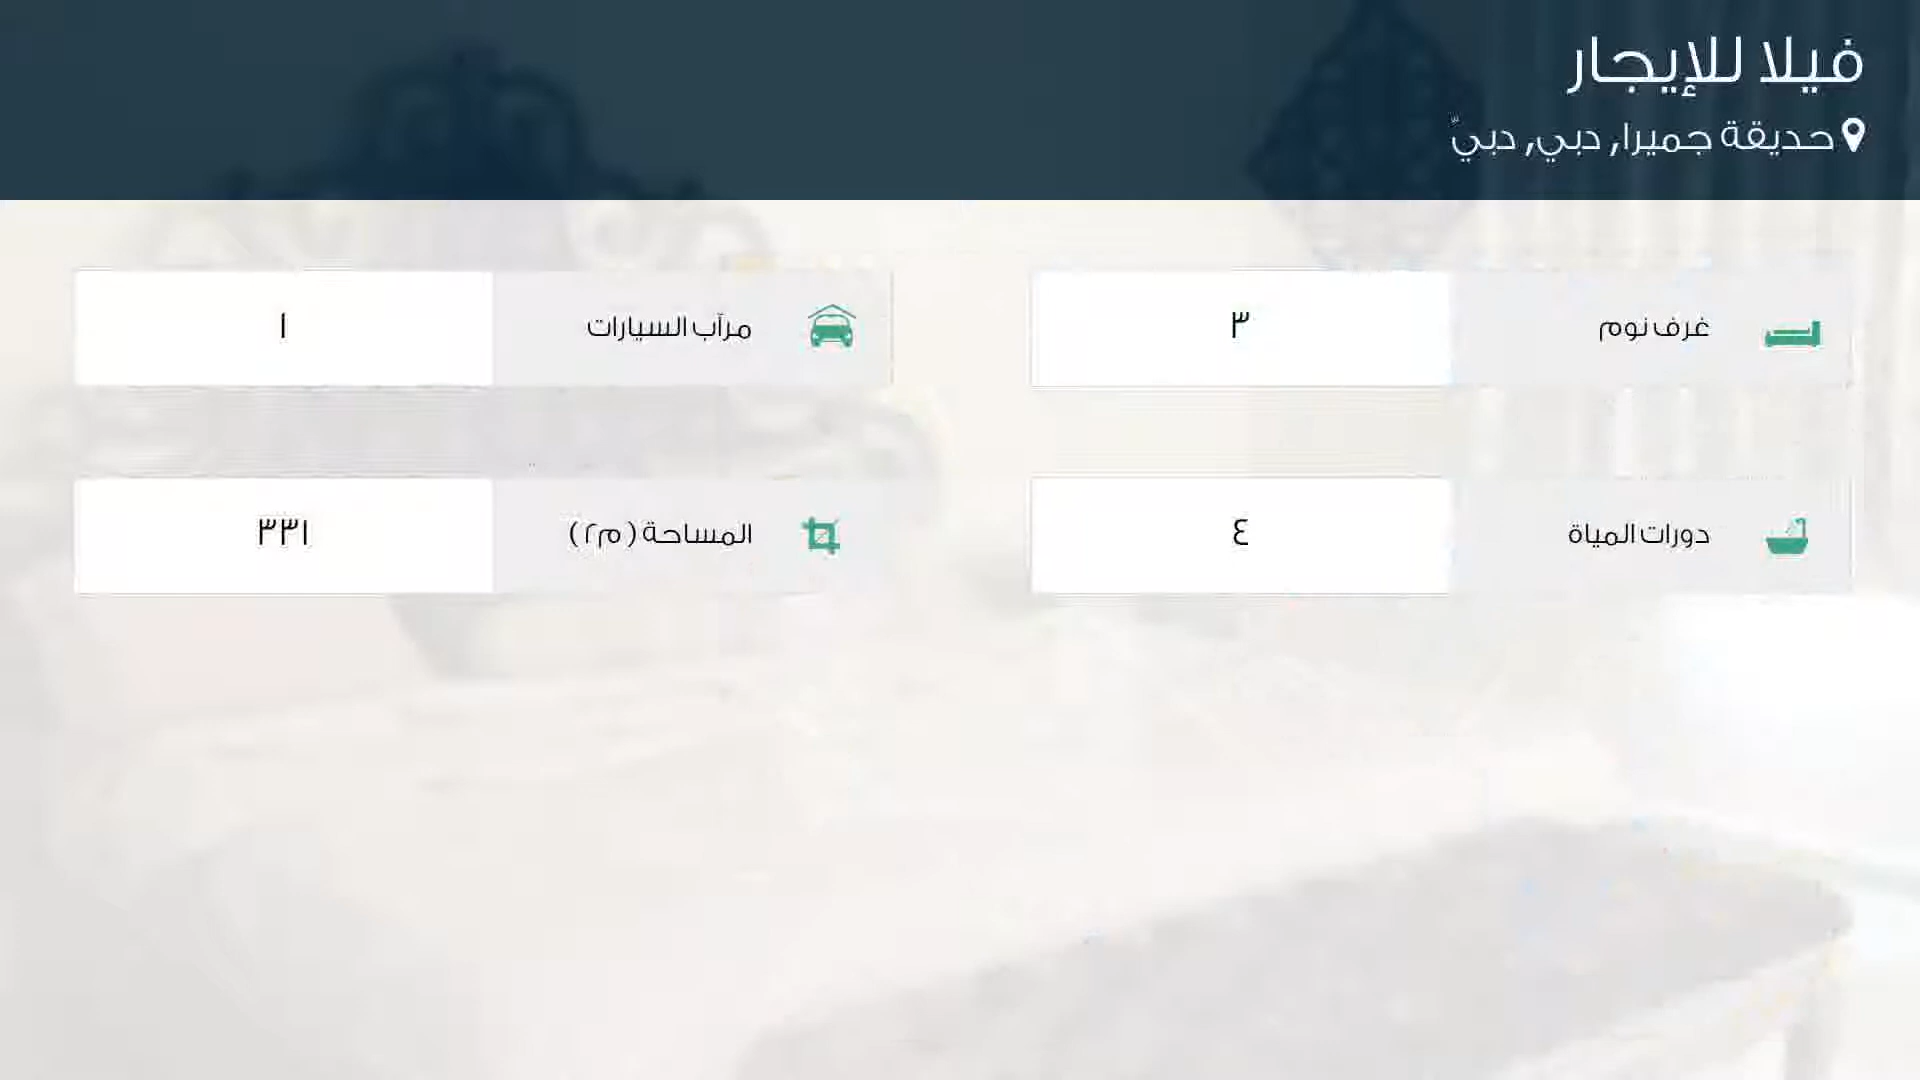 فيلا للإيجار
حديقة جميرا, دبي, دبيّ
غرف نوم
٣
مرآب السيارات
١
دورات المياة
٤
المساحة (م٢)
٣٣١